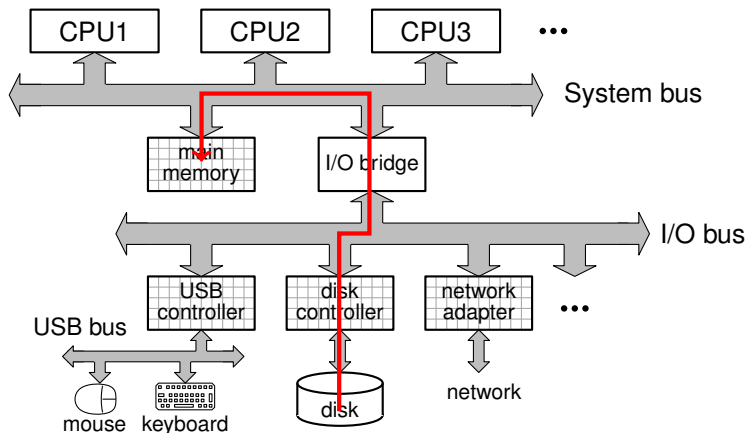 CPU1 CPU2 CPU3 •••
System bus
main
memory
I/O bridge
I/O bus
USB
controller
disk
controller
network
adapter
•••
USB bus
mouse
keyboard
disk
network